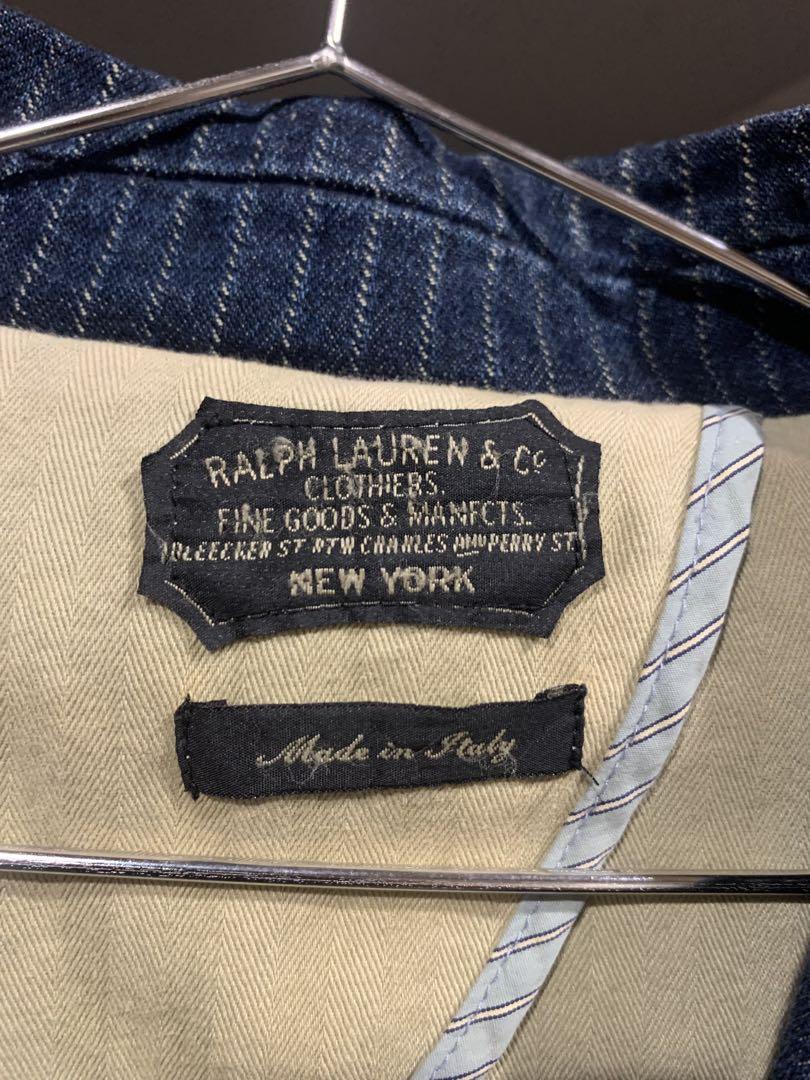 RALPH LAUREN & Co
CLOTHIERS.
FINE GOODS & MANFCTS.
BLEECKER ST BTW CHARLES AND PERRY ST
NEW YORK
Made in Italy